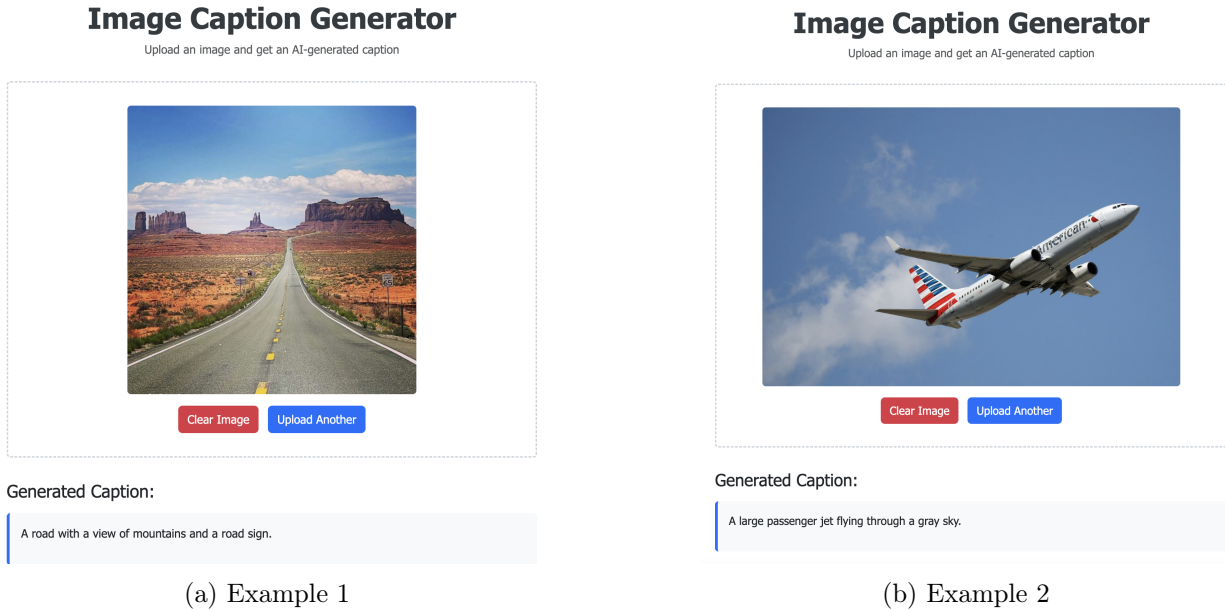 Image Caption Generator
Upload an image and get an AI-generated caption
65
Clear Image
Upload Another
Generated Caption:
A road with a view of mountains and a road sign.
(a) Example 1
Image Caption Generator
Upload an image and get an AI-generated caption
American
Clear Image
Upload Another
Generated Caption:
A large passenger jet flying through a gray sky.
(b) Example 2